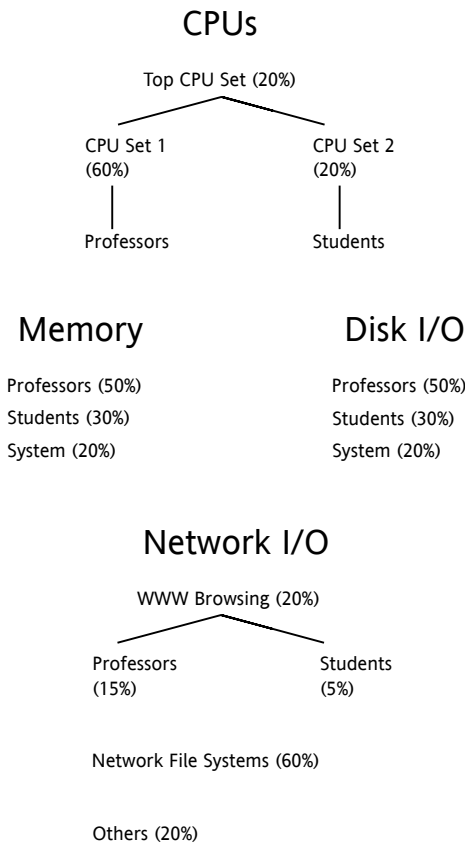 CPUs
Top CPU Set (20%)
CPU Set 1
(60%)
CPU Set 2
(20%)
Professors
Students
Memory
Professors (50%)
Students (30%)
System (20%)
Disk I/O
Professors (50%)
Students (30%)
System (20%)
Network I/O
WWW Browsing (20%)
Professors
(15%)
Students
(5%)
Network File Systems (60%)
Others (20%)